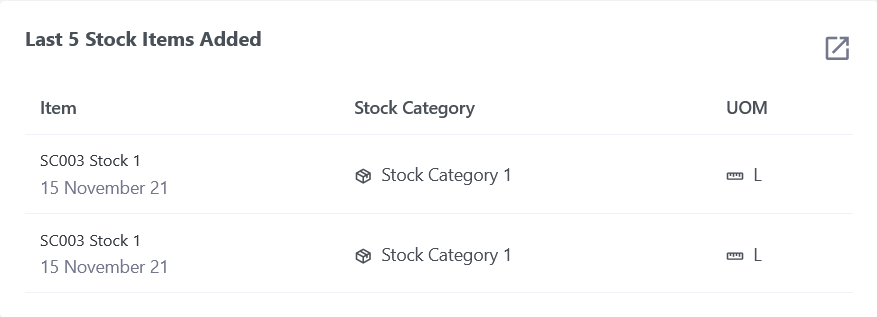 Last 5 Stock Items Added
Item Stock Category UOM
SC003 Stock 1
15 November 21
Stock Category 1 L
SC003 Stock 1
15 November 21
Stock Category 1 L